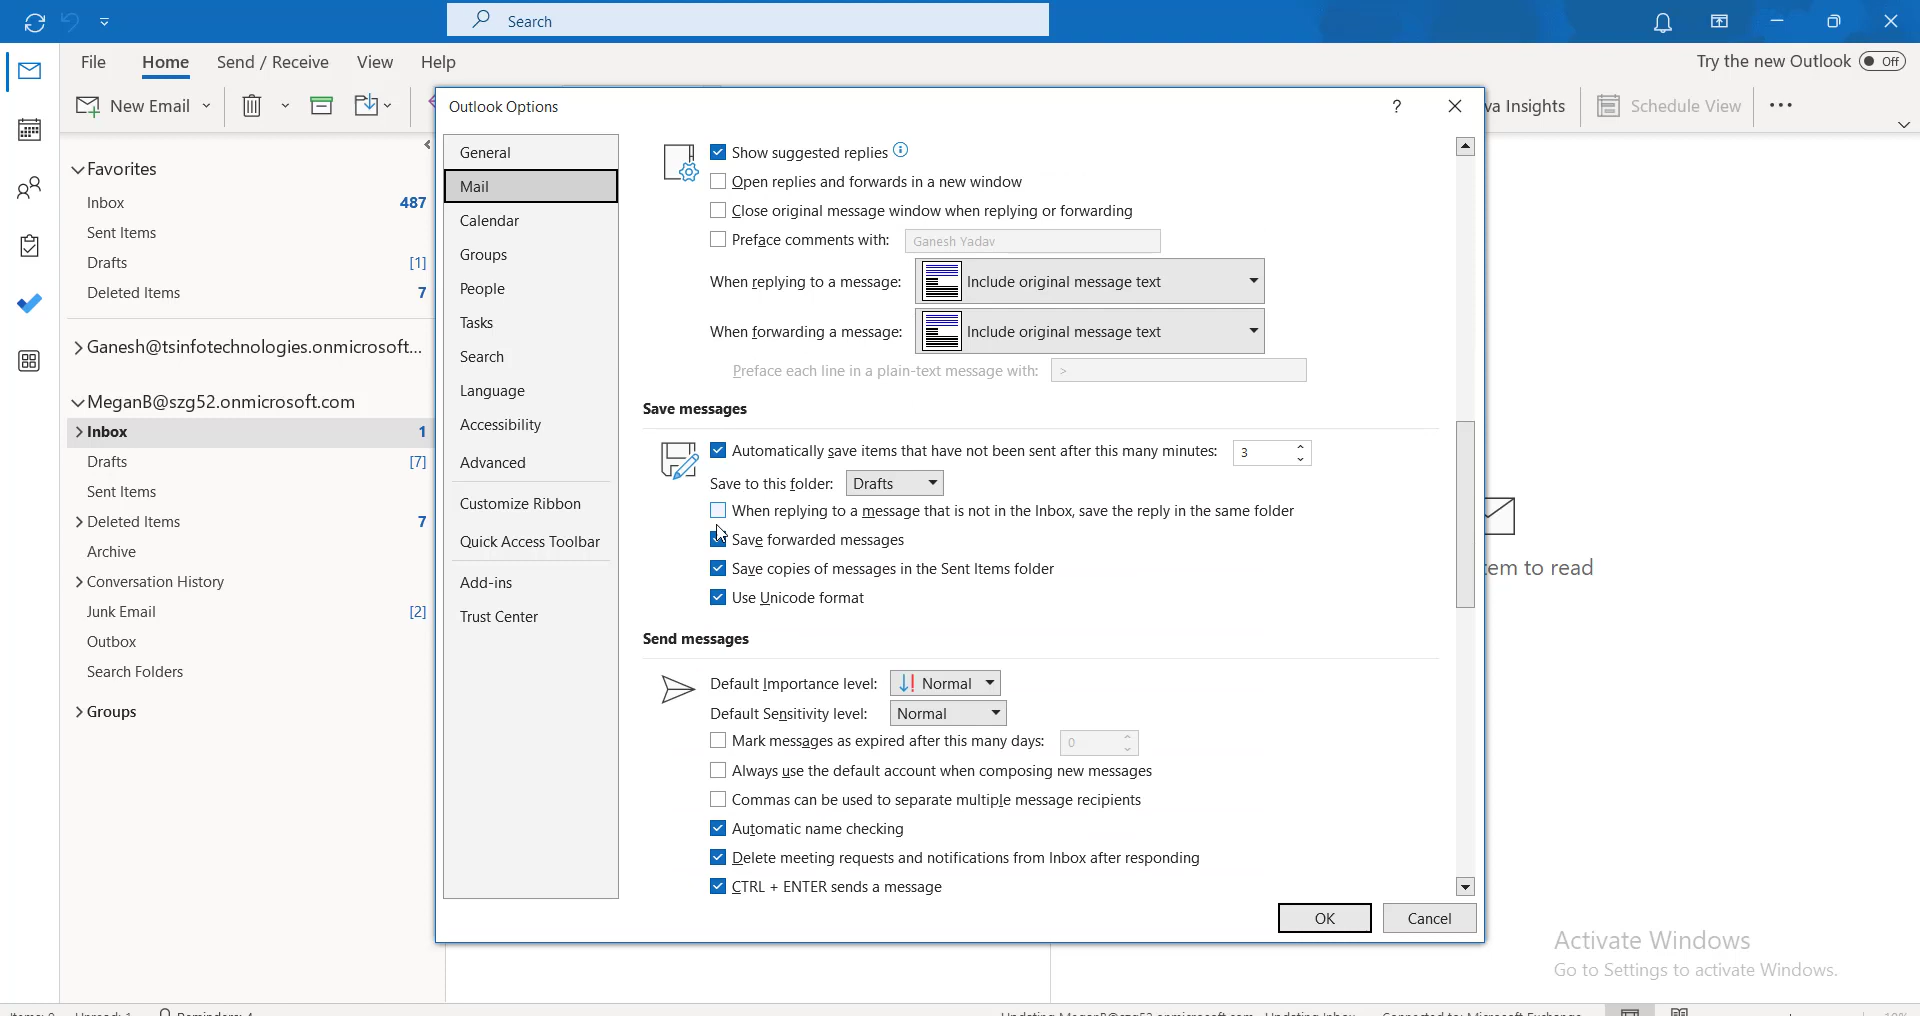 Search
File Home Send / Receive View Help
Try the new Outlook Off
New Email
va Insights Schedule View
Favorites
Inbox 487
Sent Items
Drafts [1]
Deleted Items 7
Ganesh@tsinfotechnologies.onmicrosoft...
MeganB@szg52.onmicrosoft.com
Inbox 1
Drafts [7]
Sent Items
Deleted Items 7
Archive
Conversation History
Junk Email [2]
Outbox
Search Folders
Groups
Outlook Options ?
General
Mail
Calendar
Groups
People
Tasks
Search
Language
Accessibility
Advanced
Customize Ribbon
Quick Access Toolbar
Add-ins
Trust Center
Show suggested replies
Open replies and forwards in a new window
Close original message window when replying or forwarding
Preface comments with: Ganesh Yadav
When replying to a message: Include original message text
When forwarding a message: Include original message text
Preface each line in a plain-text message with: >
Save messages
Automatically save items that have not been sent after this many minutes: 3
Save to this folder: Drafts
When replying to a message that is not in the Inbox, save the reply in the same folder
Save forwarded messages
Save copies of messages in the Sent Items folder
Use Unicode format
Send messages
Default Importance level: Normal
Default Sensitivity level: Normal
Mark messages as expired after this many days: 0
Always use the default account when composing new messages
Commas can be used to separate multiple message recipients
Automatic name checking
Delete meeting requests and notifications from Inbox after responding
CTRL + ENTER sends a message
OK Cancel
em to read
Activate Windows
Go to Settings to activate Windows.